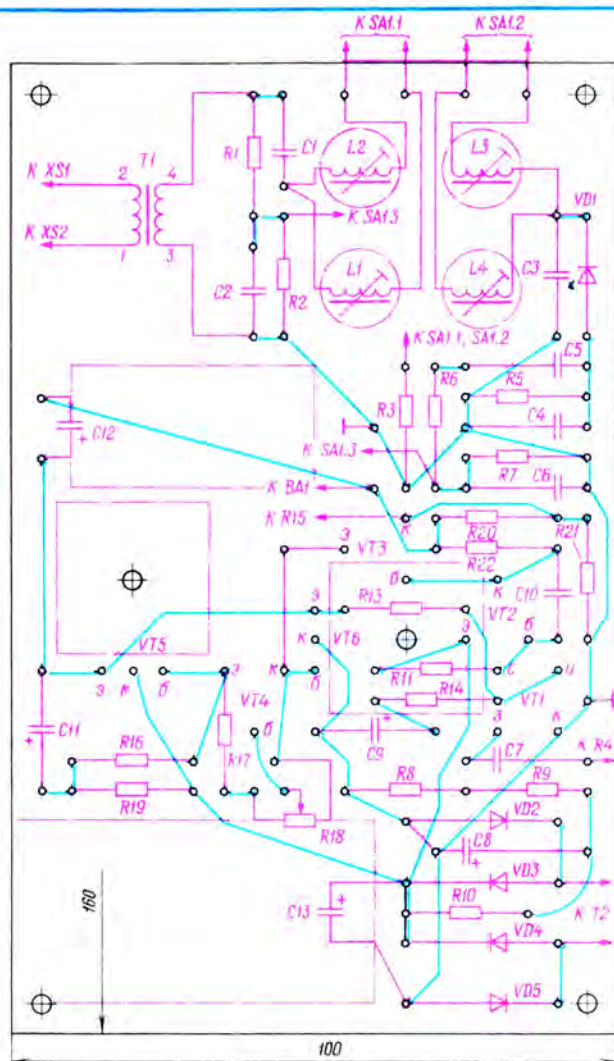 К SA1.1
К SA1.2
T1
2
4
R1
C1
L2
L3
К XS1
К SA1.3
VD1
К XS2
1
3
C2
R2
L1
L4
C3
К SA1.1, SA1.2
C5
R6
R5
R3
C4
C12
+
К SA1.3
R7
C6
К BA1
К R15
к
R20
R21
э
VT3
R22
б
к
C10
э
R13
э
VT2
VT5
к
VT6
б
э
к
б
э
к
б
R11
с
и
VT4
R14
VT1
C11
+
б
C9
+
з
к
R16
R17
C7
К R4
R19
R8
R9
R18
VD2
C8
+
VD3
160
C13
+
R10
К T2
VD4
VD5
100